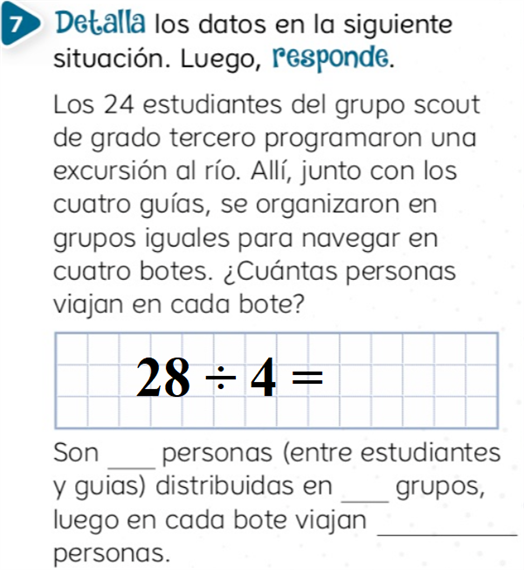 7 Detalla los datos en la siguiente
situación. Luego, responde.
Los 24 estudiantes del grupo scout
de grado tercero programaron una
excursión al río. Allí, junto con los
cuatro guías, se organizaron en
grupos iguales para navegar en
cuatro botes. ¿Cuántas personas
viajan en cada bote?
28 ÷ 4 =
Son ____ personas (entre estudiantes
y guias) distribuidas en ____ grupos,
luego en cada bote viajan ____________
personas.